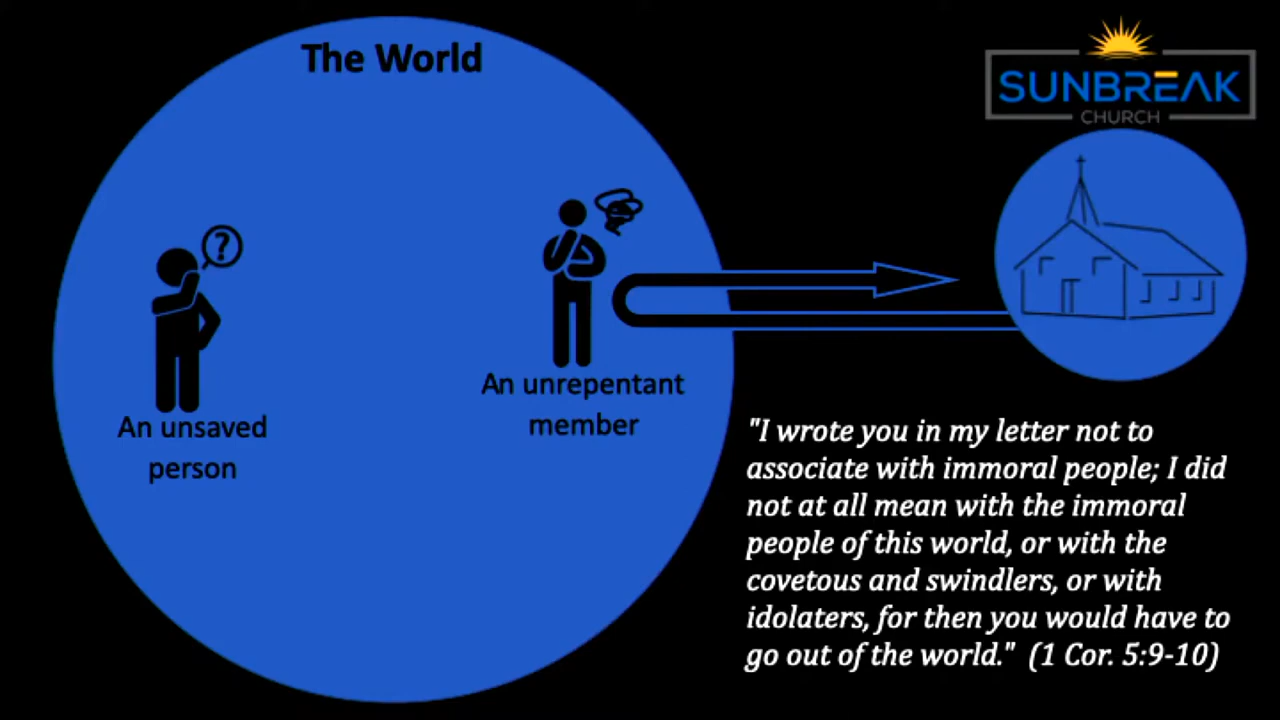 The World
SUNBREAK
CHURCH
?
An unsaved
person
An unrepentant
member
"I wrote you in my letter not to
associate with immoral people; I did
not at all mean with the immoral
people of this world, or with the
covetous and swindlers, or with
idolaters, for then you would have to
go out of the world." (1 Cor. 5:9-10)